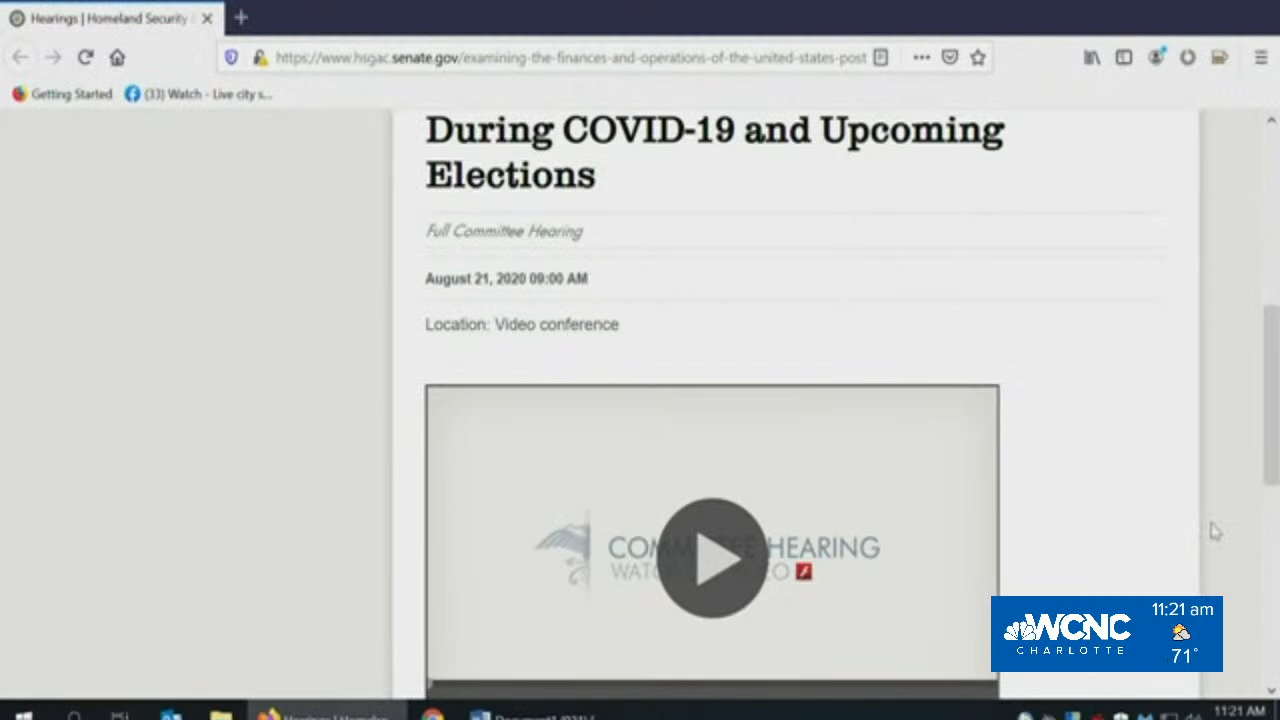 Hearings | Homeland Security
https://www.hsgac.senate.gov/examining-the-finances-and-operations-of-the-united-states-post
Getting Started
(33) Watch - Live city s...
During COVID-19 and Upcoming
Elections
Full Committee Hearing
August 21, 2020 09:00 AM
Location: Video conference
COMMITTEE HEARING
WCNC
CHARLOTTE
11:21 am
71°
11:21 AM